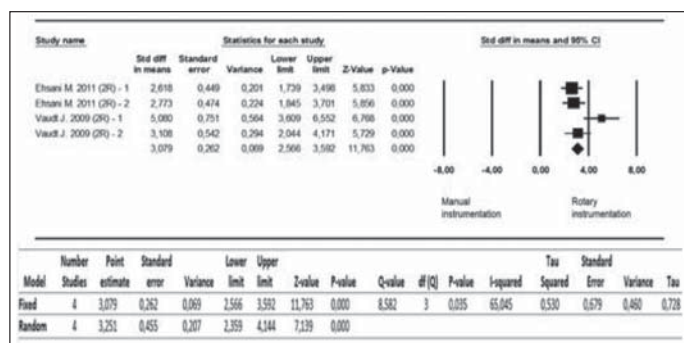 Study name Statistics for each study Std diff in means and 95% CI
Std diff Standard Lower Upper
in means error Variance limit limit Z-Value p-Value
Ehsani M. 2011 (2R) - 1 2,618 0,449 0,201 1,739 3,498 5,833 0,000
Ehsani M. 2011 (2R) - 2 2,773 0,474 0,224 1,845 3,701 5,856 0,000
Vaudt J. 2009 (2R) - 1 5,080 0,751 0,564 3,609 6,552 6,768 0,000
Vaudt J. 2009 (2R) - 2 3,108 0,542 0,294 2,044 4,171 5,729 0,000
3,079 0,262 0,069 2,566 3,592 11,763 0,000
-8,00 -4,00 0,00 4,00 8,00
Manual Rotery
instrumentation instrumentation
Number Point Standard Lower Upper Tau Standard
Model Studies estimate error Variance limit limit Z-value P-value Q-value df (Q) P-value I-squared Squared Error Variance Tau
Fixed 4 3,079 0,262 0,069 2,566 3,592 11,763 0,000 8,582 3 0,035 65,045 0,530 0,679 0,460 0,728
Random 4 3,251 0,455 0,207 2,359 4,144 7,139 0,000